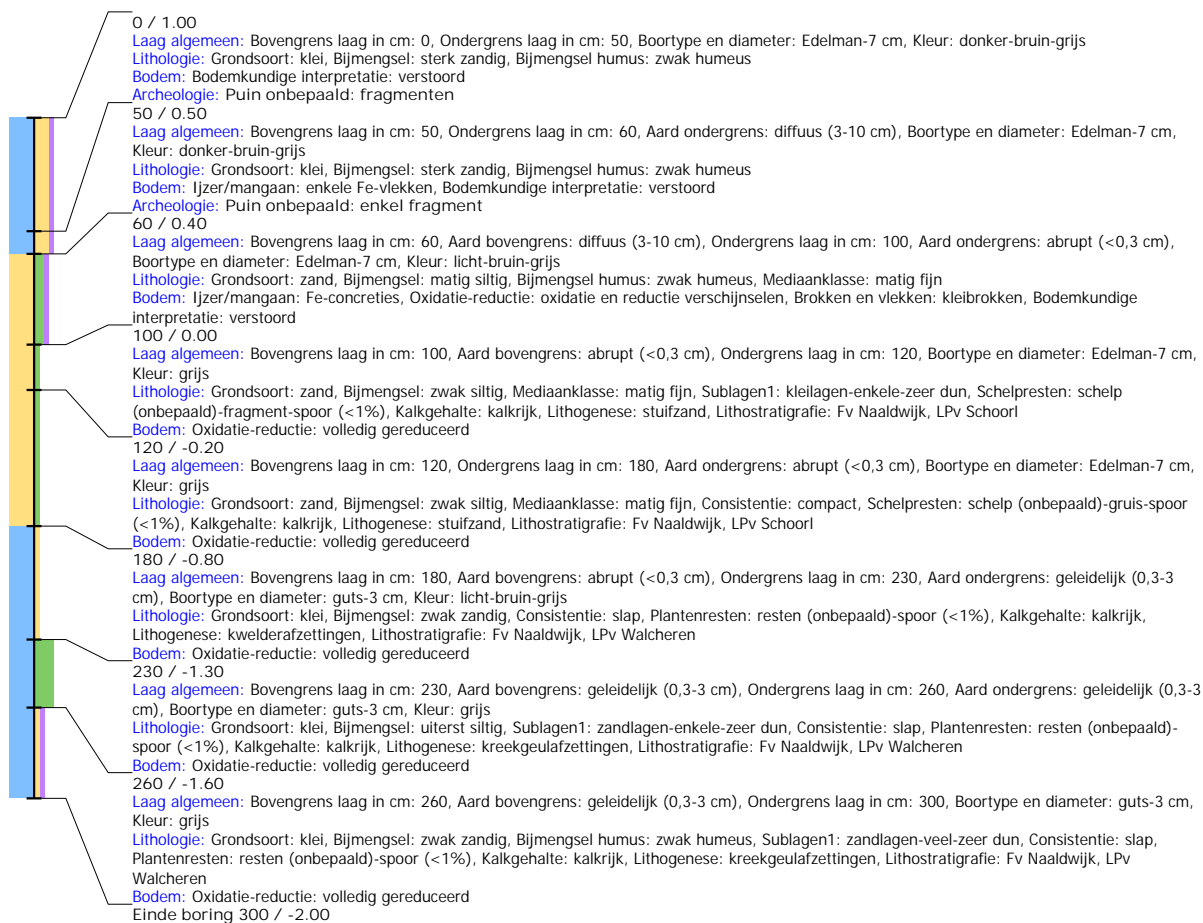 0 / 1.00
Laag algemeen: Bovengrens laag in cm: 0, Ondergrens laag in cm: 50, Boortype en diameter: Edelman-7 cm, Kleur: donker-bruin-grijs
Lithologie: Grondsoort: klei, Bijmengsel: sterk zandig, Bijmengsel humus: zwak humeus
Bodem: Bodemkundige interpretatie: verstoord
Archeologie: Puin onbepaald: fragmenten
50 / 0.50
Laag algemeen: Bovengrens laag in cm: 50, Ondergrens laag in cm: 60, Aard ondergrens: diffuus (3-10 cm), Boortype en diameter: Edelman-7 cm,
Kleur: donker-bruin-grijs
Lithologie: Grondsoort: klei, Bijmengsel: sterk zandig, Bijmengsel humus: zwak humeus
Bodem: Ijzer/mangaan: enkele Fe-vlekken, Bodemkundige interpretatie: verstoord
Archeologie: Puin onbepaald: enkel fragment
60 / 0.40
Laag algemeen: Bovengrens laag in cm: 60, Aard bovengrens: diffuus (3-10 cm), Ondergrens laag in cm: 100, Aard ondergrens: abrupt (<0,3 cm),
Boortype en diameter: Edelman-7 cm, Kleur: licht-bruin-grijs
Lithologie: Grondsoort: zand, Bijmengsel: matig siltig, Bijmengsel humus: zwak humeus, Mediaanklasse: matig fijn
Bodem: Ijzer/mangaan: Fe-concreties, Oxidatie-reductie: oxidatie en reductie verschijnselen, Brokken en vlekken: kleibrokken, Bodemkundige
interpretatie: verstoord
100 / 0.00
Laag algemeen: Bovengrens laag in cm: 100, Aard bovengrens: abrupt (<0,3 cm), Ondergrens laag in cm: 120, Boortype en diameter: Edelman-7 cm,
Kleur: grijs
Lithologie: Grondsoort: zand, Bijmengsel: zwak siltig, Mediaanklasse: matig fijn, Sublagen1: kleilagen-enkele-zeer dun, Schelpresten: schelp
(onbepaald)-fragment-spoor (<1%), Kalkgehalte: kalkrijk, Lithogenese: stuifzand, Lithostratigrafie: Fv Naaldwijk, LPv Schoorl
Bodem: Oxidatie-reductie: volledig gereduceerd
120 / -0.20
Laag algemeen: Bovengrens laag in cm: 120, Ondergrens laag in cm: 180, Aard ondergrens: abrupt (<0,3 cm), Boortype en diameter: Edelman-7 cm,
Kleur: grijs
Lithologie: Grondsoort: zand, Bijmengsel: zwak siltig, Mediaanklasse: matig fijn, Consistentie: compact, Schelpresten: schelp (onbepaald)-gruis-spoor
(<1%), Kalkgehalte: kalkrijk, Lithogenese: stuifzand, Lithostratigrafie: Fv Naaldwijk, LPv Schoorl
Bodem: Oxidatie-reductie: volledig gereduceerd
180 / -0.80
Laag algemeen: Bovengrens laag in cm: 180, Aard bovengrens: abrupt (<0,3 cm), Ondergrens laag in cm: 230, Aard ondergrens: geleidelijk (0,3-3
cm), Boortype en diameter: guts-3 cm, Kleur: licht-bruin-grijs
Lithologie: Grondsoort: klei, Bijmengsel: zwak zandig, Consistentie: slap, Plantenresten: resten (onbepaald)-spoor (<1%), Kalkgehalte: kalkrijk,
Lithogenese: kwelderafzettingen, Lithostratigrafie: Fv Naaldwijk, LPv Walcheren
Bodem: Oxidatie-reductie: volledig gereduceerd
230 / -1.30
Laag algemeen: Bovengrens laag in cm: 230, Aard bovengrens: geleidelijk (0,3-3 cm), Ondergrens laag in cm: 260, Aard ondergrens: geleidelijk (0,3-3
cm), Boortype en diameter: guts-3 cm, Kleur: grijs
Lithologie: Grondsoort: klei, Bijmengsel: uiterst siltig, Sublagen1: zandlagen-enkele-zeer dun, Consistentie: slap, Plantenresten: resten (onbepaald)-
spoor (<1%), Kalkgehalte: kalkrijk, Lithogenese: kreekgeulafzettingen, Lithostratigrafie: Fv Naaldwijk, LPv Walcheren
Bodem: Oxidatie-reductie: volledig gereduceerd
260 / -1.60
Laag algemeen: Bovengrens laag in cm: 260, Aard bovengrens: geleidelijk (0,3-3 cm), Ondergrens laag in cm: 300, Boortype en diameter: guts-3 cm,
Kleur: grijs
Lithologie: Grondsoort: klei, Bijmengsel: zwak zandig, Bijmengsel humus: zwak humeus, Sublagen1: zandlagen-veel-zeer dun, Consistentie: slap,
Plantenresten: resten (onbepaald)-spoor (<1%), Kalkgehalte: kalkrijk, Lithogenese: kreekgeulafzettingen, Lithostratigrafie: Fv Naaldwijk, LPv
Walcheren
Bodem: Oxidatie-reductie: volledig gereduceerd
Einde boring 300 / -2.00